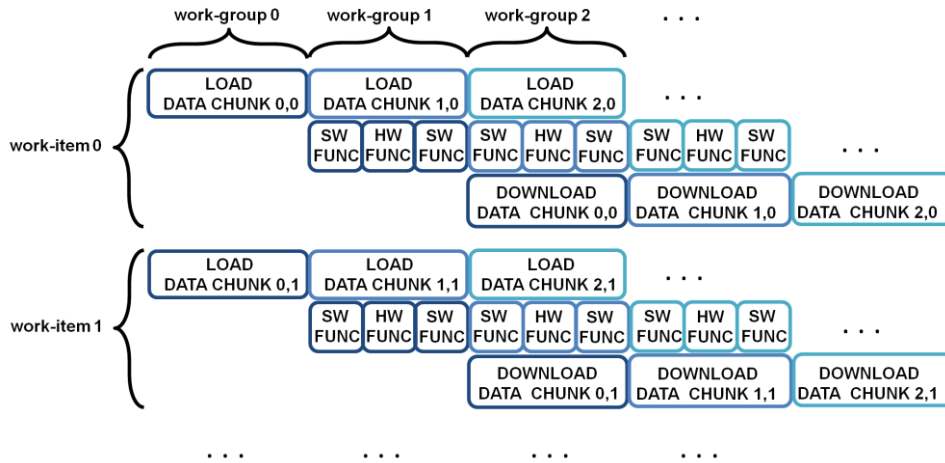 work-group 0 work-group 1 work-group 2 . . .
LOAD LOAD LOAD
DATA CHUNK 0,0 DATA CHUNK 1,0 DATA CHUNK 2,0 . . .
work-item 0
SW HW SW SW HW SW SW HW SW
FUNC FUNC FUNC FUNC FUNC FUNC FUNC FUNC FUNC . . .
DOWNLOAD DOWNLOAD DOWNLOAD
DATA CHUNK 0,0 DATA CHUNK 1,0 DATA CHUNK 2,0
LOAD LOAD LOAD
DATA CHUNK 0,1 DATA CHUNK 1,1 DATA CHUNK 2,1 . . .
work-item 1
SW HW SW SW HW SW SW HW SW
FUNC FUNC FUNC FUNC FUNC FUNC FUNC FUNC FUNC . . .
DOWNLOAD DOWNLOAD DOWNLOAD
DATA CHUNK 0,1 DATA CHUNK 1,1 DATA CHUNK 2,1
. . . . . . . . . . . .